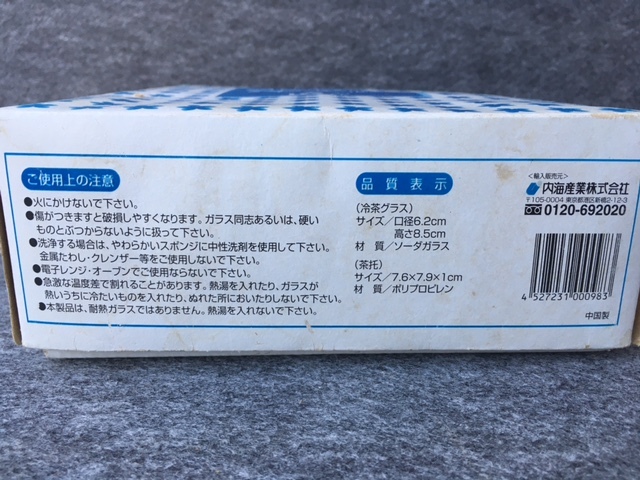 ご使用上の注意
●火にかけないで下さい。
●傷がつきますと破損しやすくなります。ガラス同志あるいは、硬い
ものとぶつからないように扱って下さい。
●洗浄する場合は、やわらかいスポンジに中性洗剤を使用して下さい。
金属たわし・クレンザー等をご使用しないで下さい。
●電子レンジ・オーブンでご使用ならないで下さい。
●急激な温度差で割れることがあります。熱湯を入れたり、ガラスが
熱いうちに冷たいものを入れたり、ぬれた所においたりしないで下さい。
●本製品は、耐熱ガラスではありません。熱湯を入れないで下さい。
品質表示
(冷茶グラス)
サイズ/口径6.2cm
高さ8.5cm
材 質/ソーダガラス
(茶托)
サイズ/7.6×7.9×1cm
材 質/ポリプロピレン
<輸入販売元>
内海産業株式会社
〒105-0004 東京都港区新橋2-12-3
0120-692020
4 527231 000983
中国製